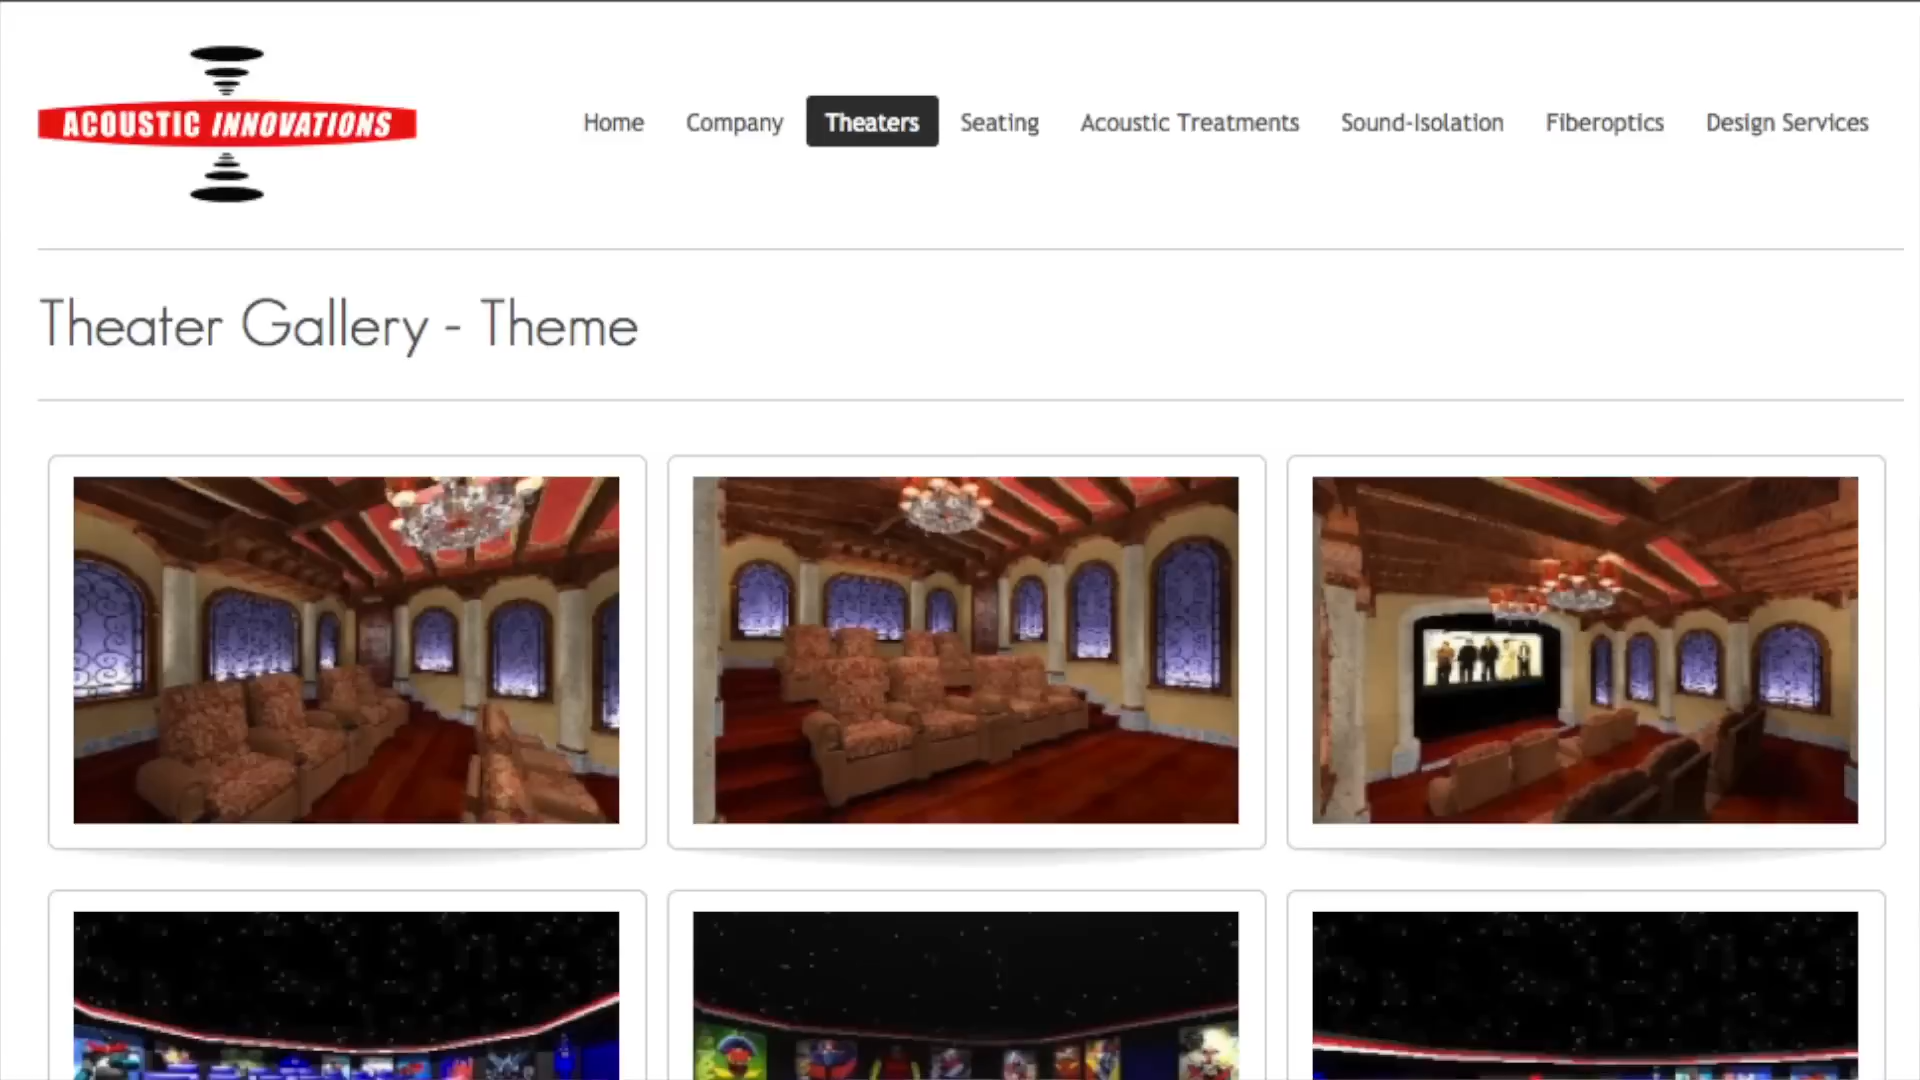 ACOUSTIC INNOVATIONS
Home Company Theaters Seating Acoustic Treatments Sound-Isolation Fiberoptics Design Services
Theater Gallery - Theme